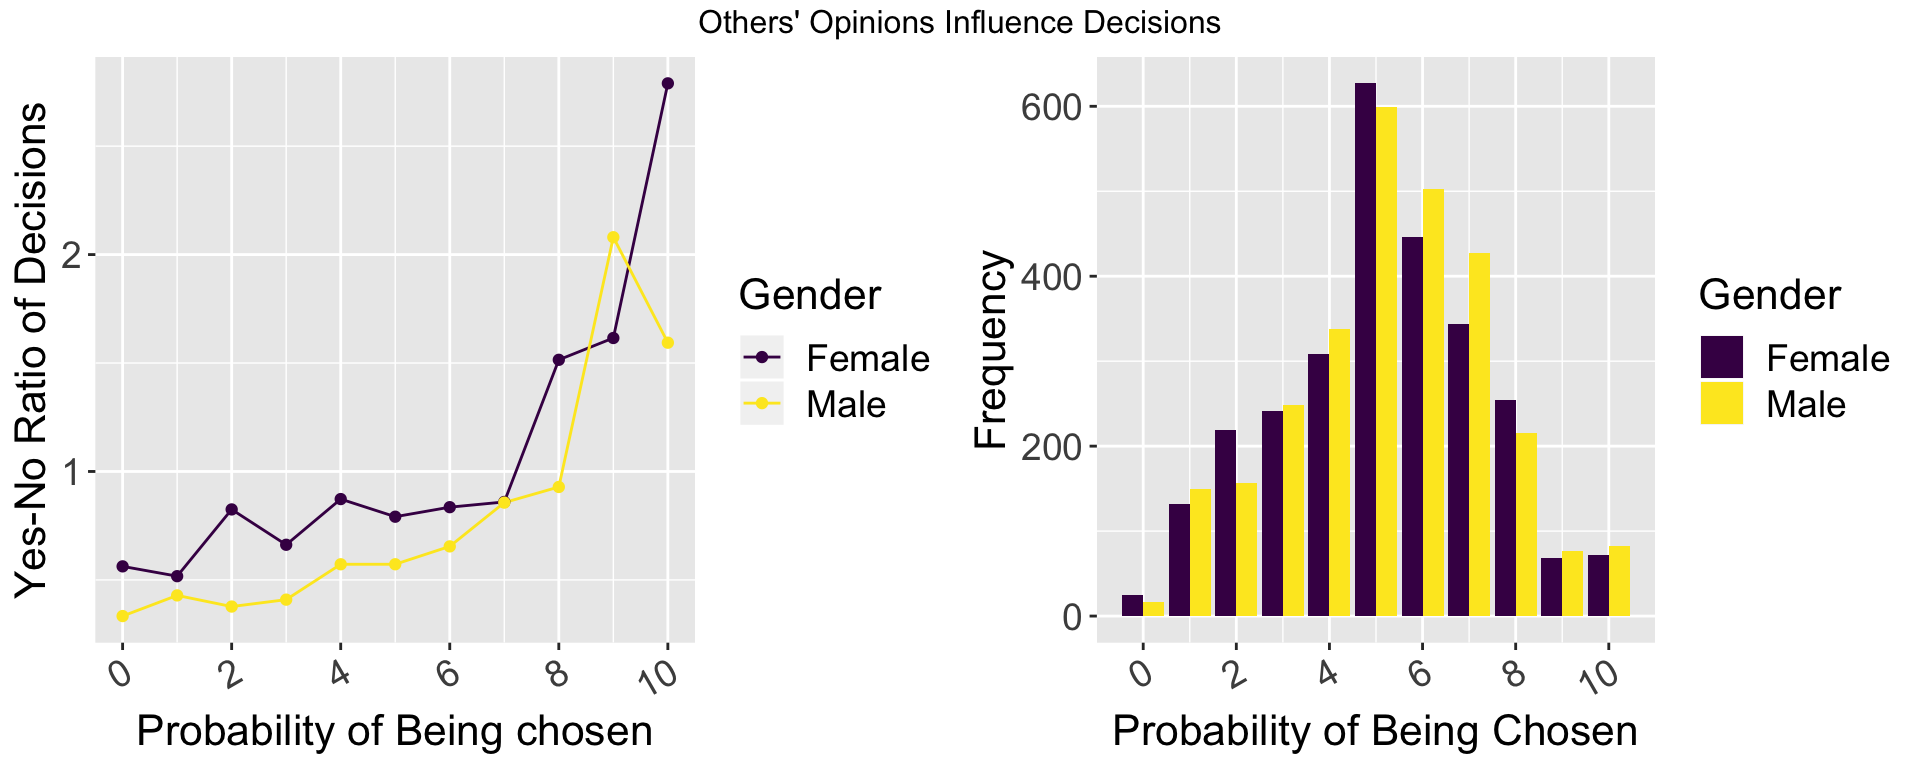 Others' Opinions Influence Decisions
Yes-No Ratio of Decisions
2
1
0 2 4 6 8 10
Probability of Being chosen
Gender
Female
Male
Frequency
600
400
200
0
0 2 4 6 8 10
Probability of Being Chosen
Gender
Female
Male